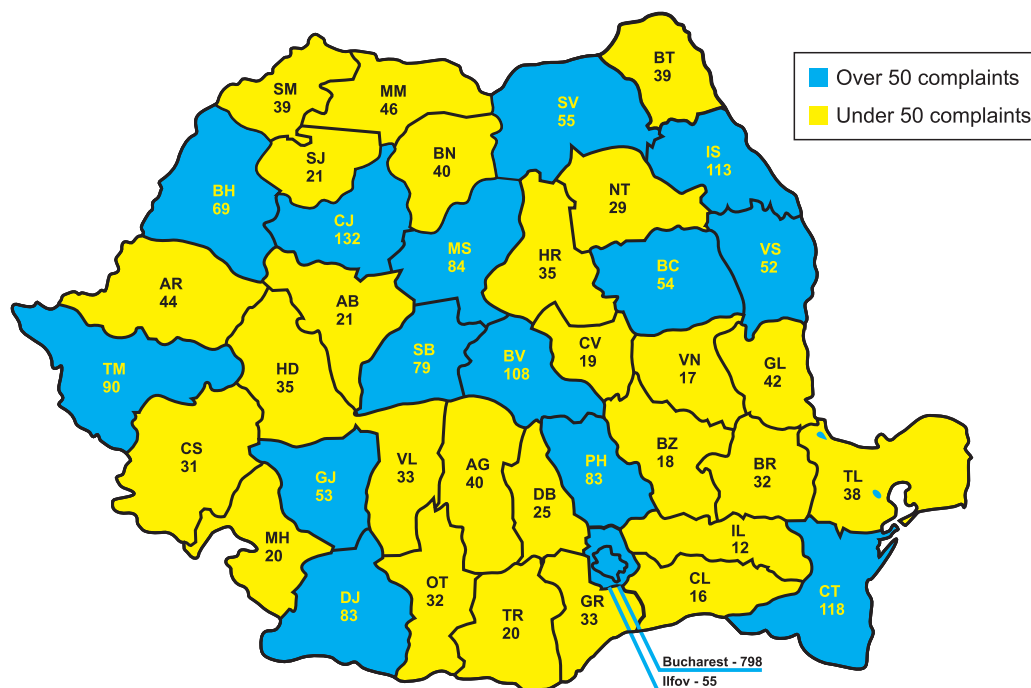 BT
39
Over 50 complaints
Under 50 complaints
SM
39
MM
46
SV
55
IS
113
SJ
21
BN
40
NT
29
BH
69
CJ
132
MS
84
HR
35
BC
54
VS
52
AR
44
AB
21
TM
90
HD
35
SB
79
BV
108
CV
19
VN
17
GL
42
CS
31
GJ
53
VL
33
AG
40
DB
25
PH
83
BZ
18
BR
32
TL
38
MH
20
IL
12
DJ
83
OT
32
TR
20
GR
33
CL
16
CT
118
Bucharest - 798
Ilfov - 55